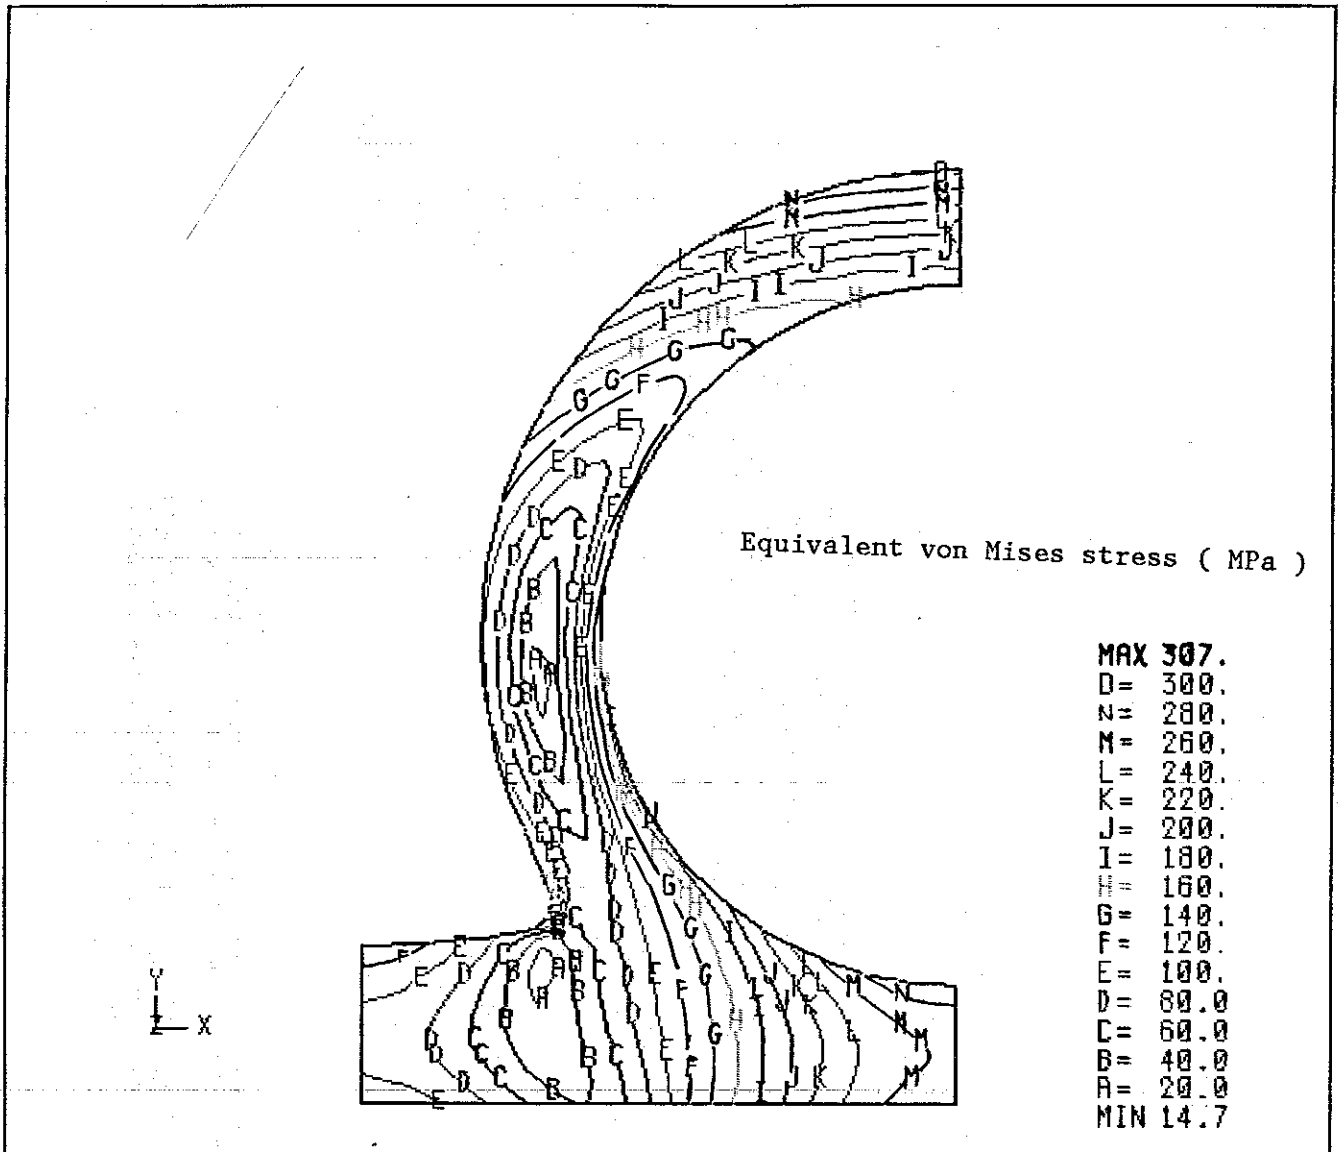 Equivalent von Mises stress ( MPa )
MAX 307.
O= 300.
N= 280.
M= 260.
L= 240.
K= 220.
J= 200.
I= 180.
H= 160.
G= 140.
F= 120.
E= 100.
D= 80.0
C= 60.0
B= 40.0
A= 20.0
MIN 14.7
Y
Z X